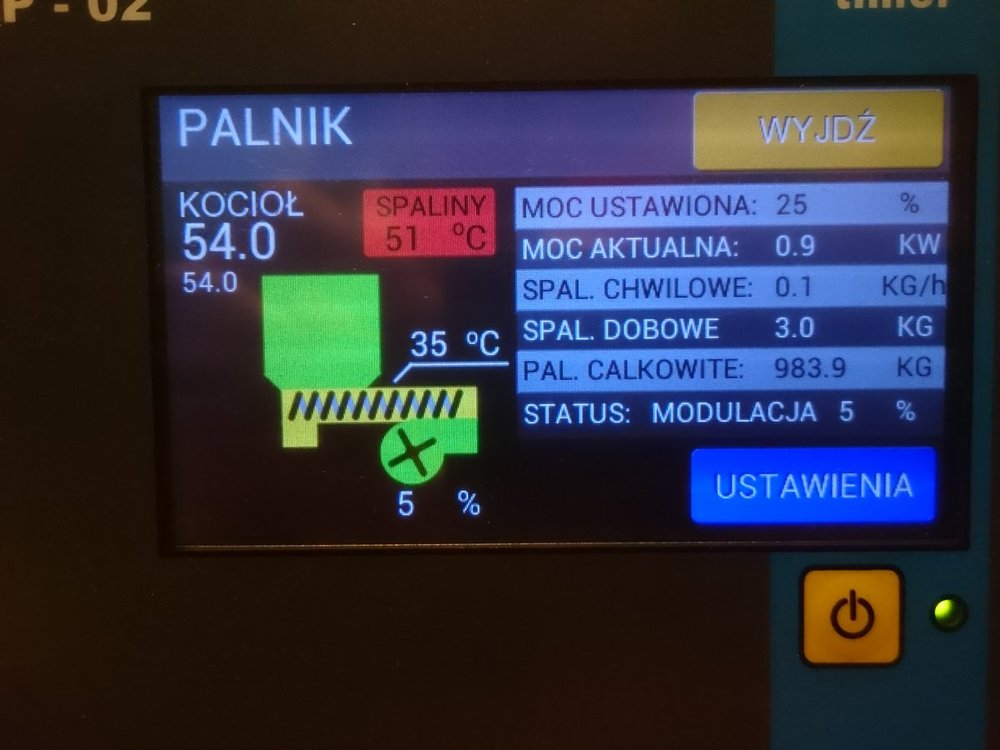 P - 02
PALNIK
WYJDŹ
KOCIOŁ
54.0
54.0
SPALINY
51 °C
35 °C
5 %
MOC USTAWIONA: 25 %
MOC AKTUALNA: 0.9 KW
SPAL. CHWILOWE: 0.1 KG/h
SPAL. DOBOWE 3.0 KG
PAL. CALKOWITE: 983.9 KG
STATUS: MODULACJA 5 %
USTAWIENIA